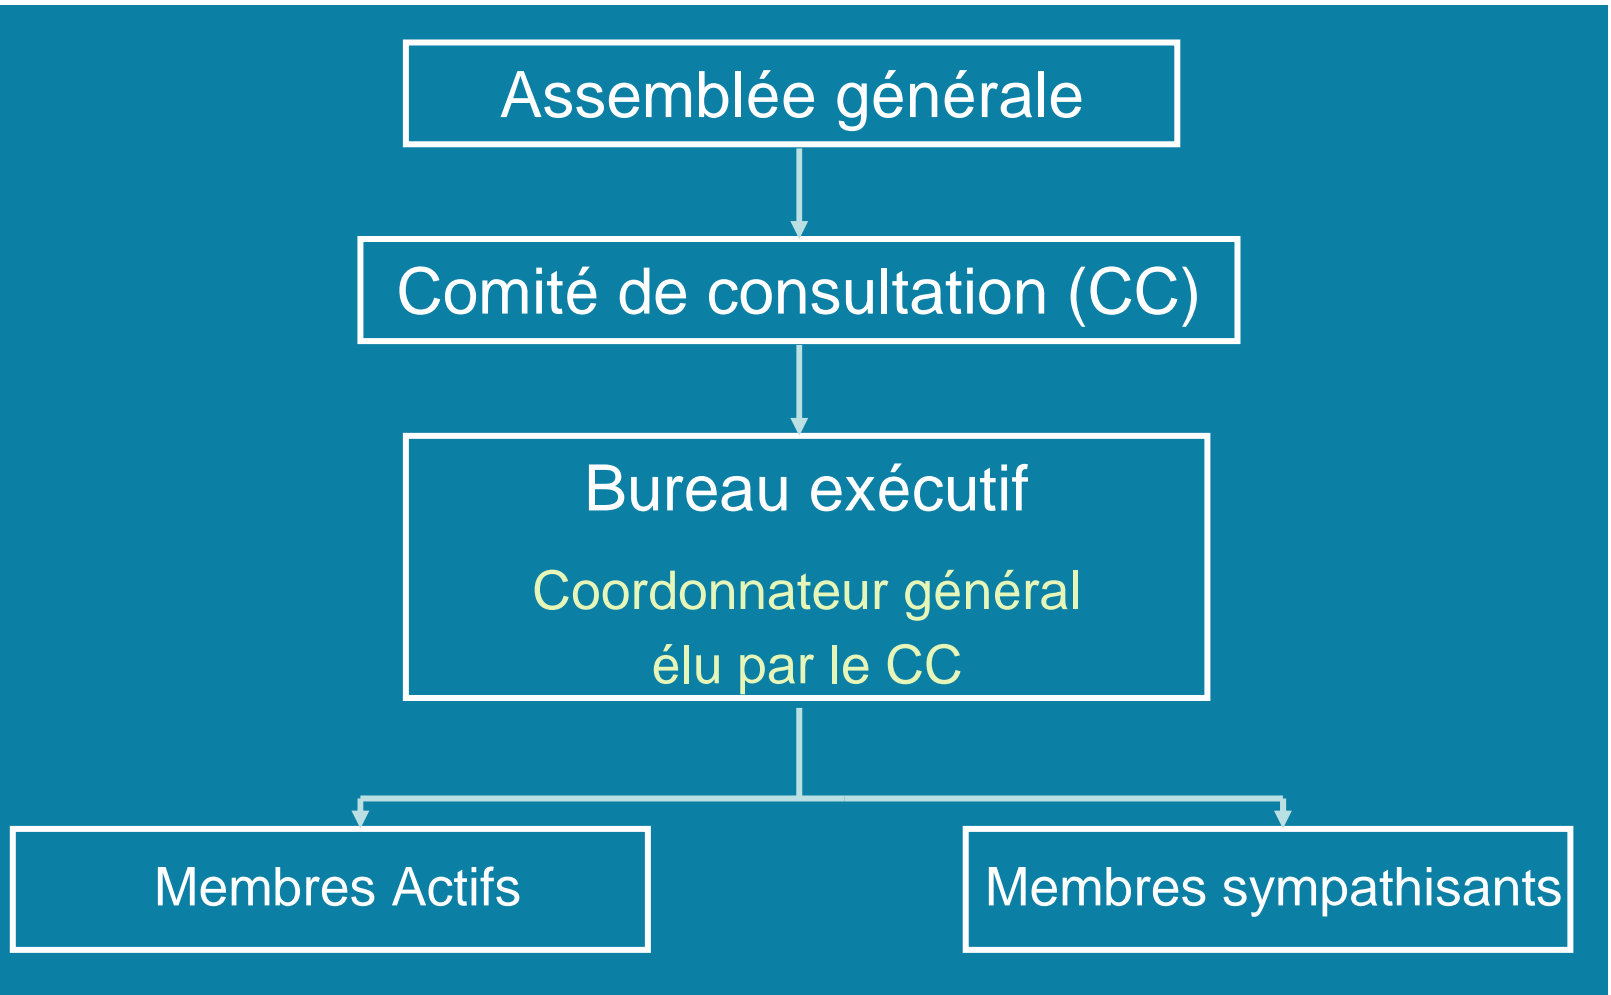 Assemblée générale
Comité de consultation (CC)
Bureau exécutif
Coordonnateur général
élu par le CC
Membres Actifs
Membres sympathisants